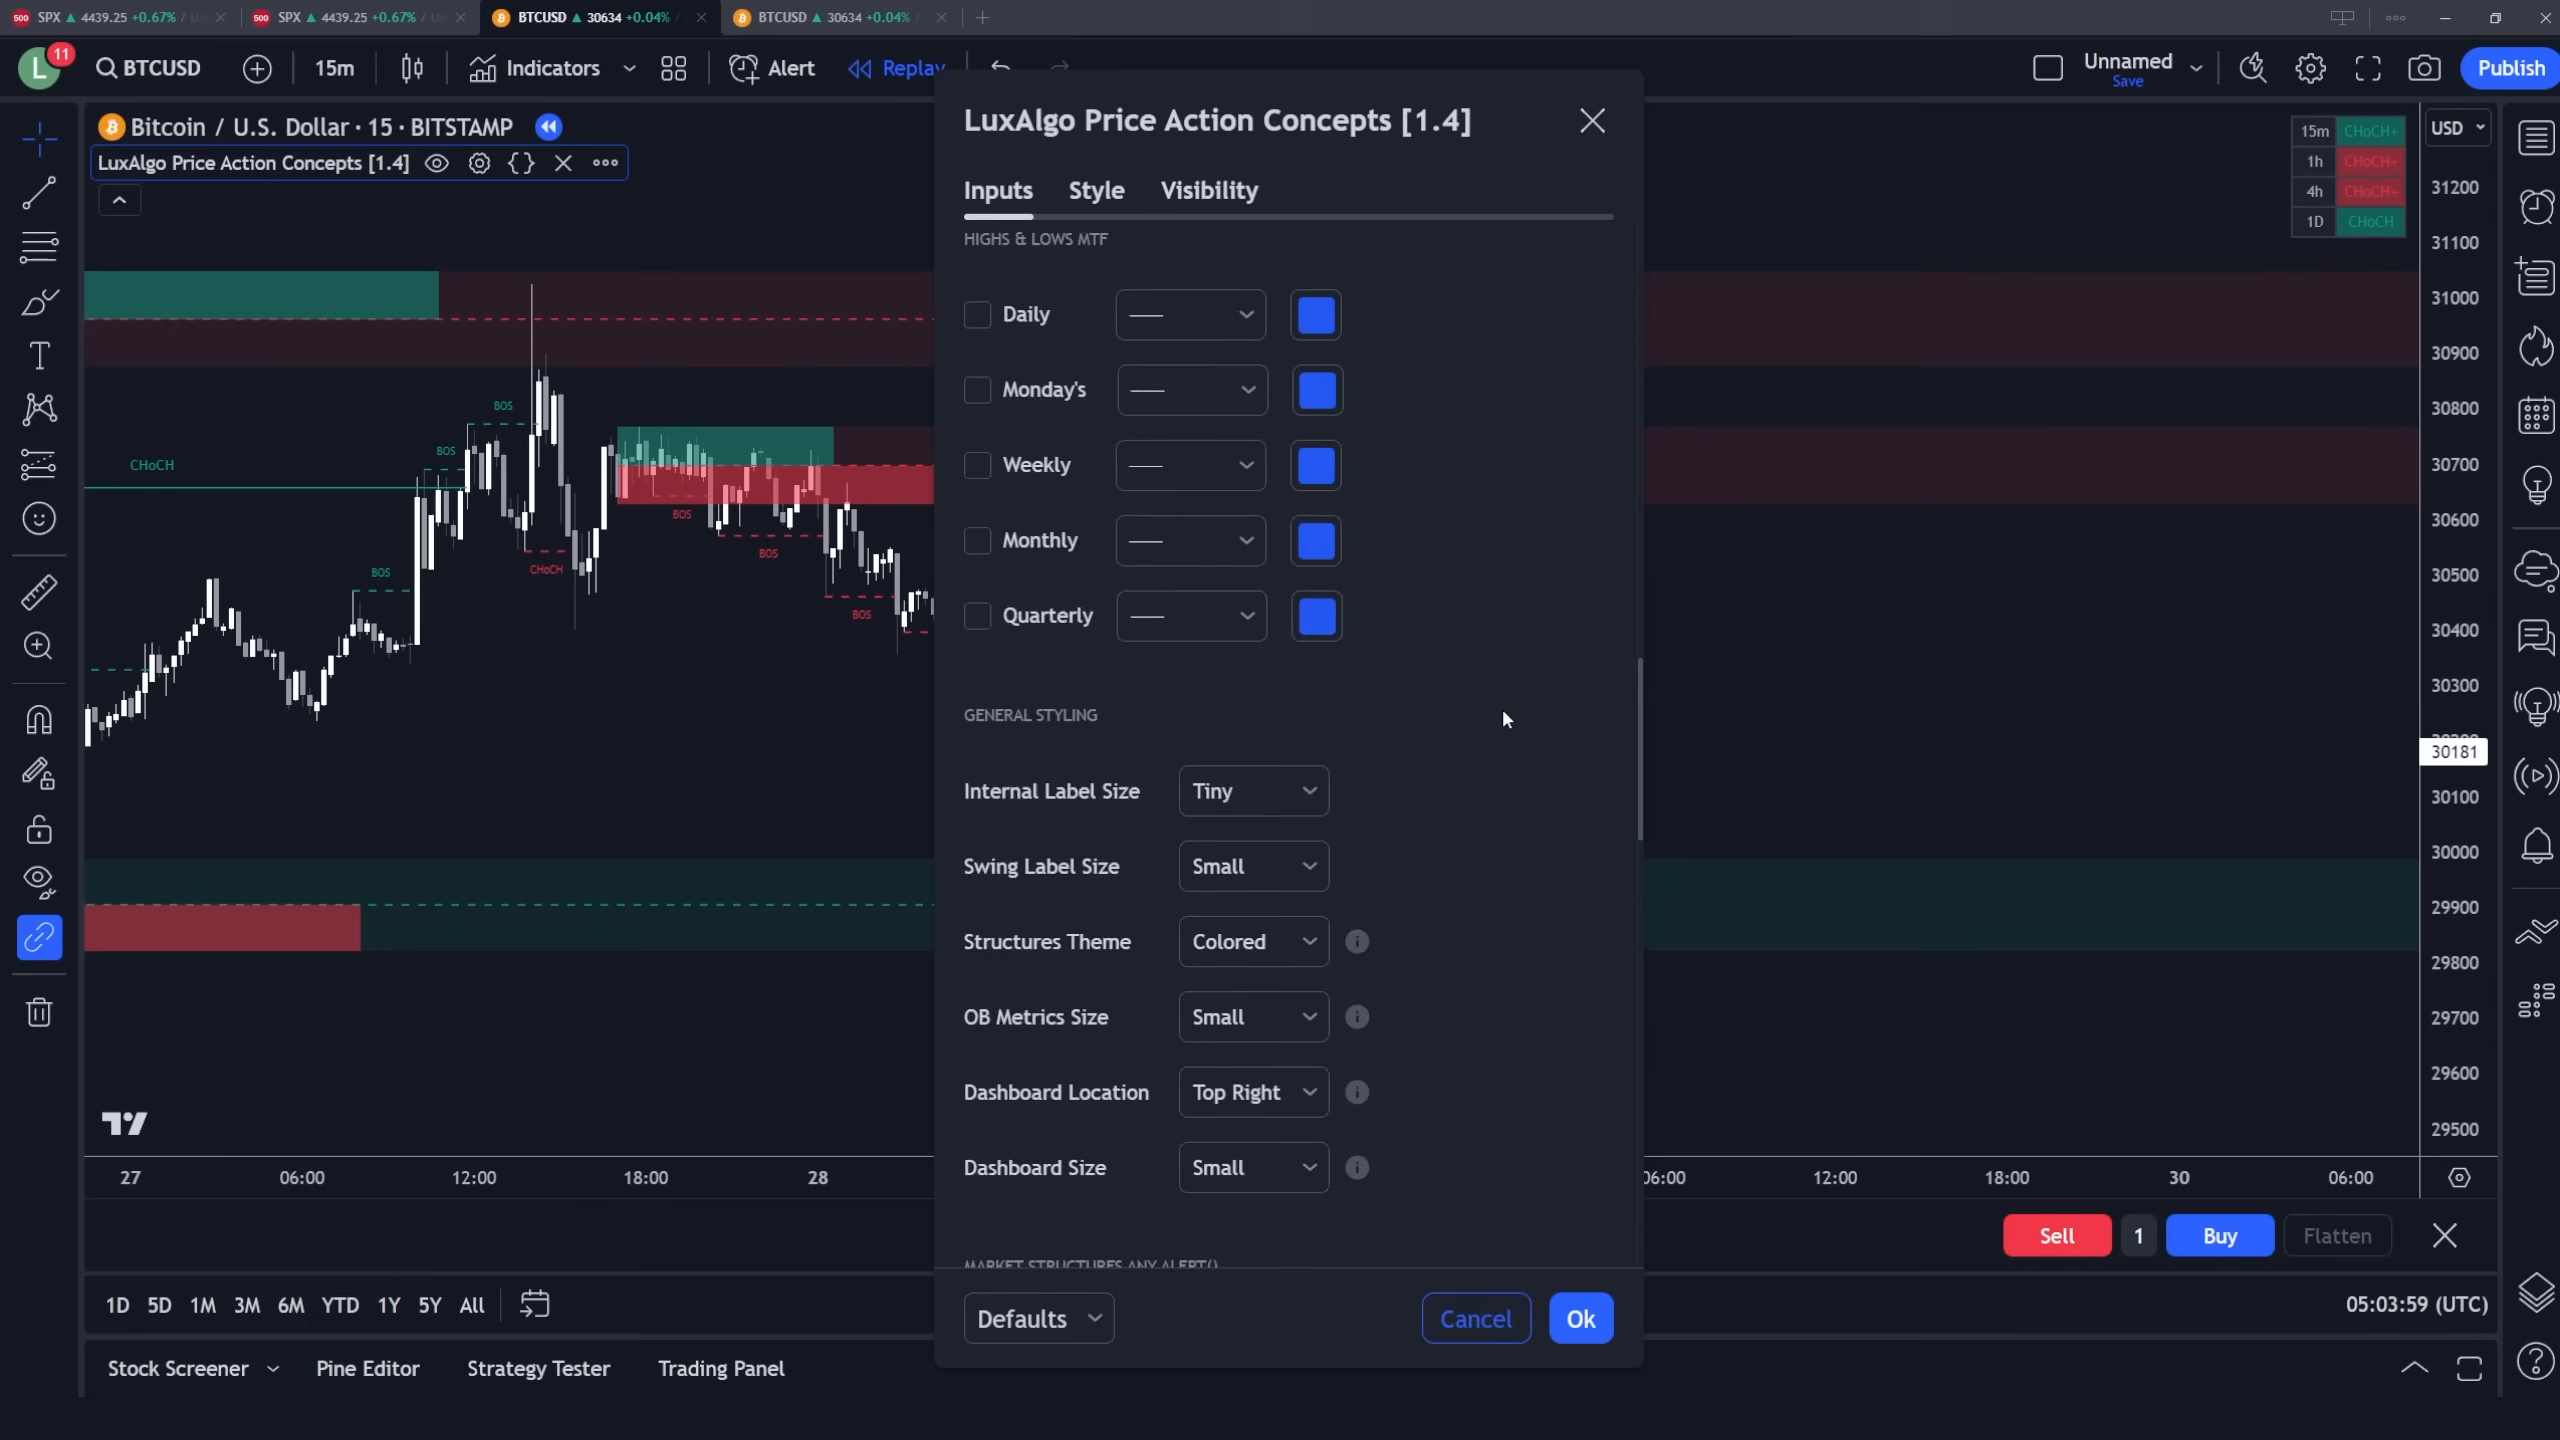 SPX ▲ 4439.25 +0.67% / Un
SPX ▲ 4439.25 +0.67% / U
BTCUSD ▲ 30634 +0.04% /
BTCUSD ▲ 30634 +0.04% /
L 11
BTCUSD
15m
Indicators
Alert
Replay
Unnamed
Save
Publish
Bitcoin / U.S. Dollar · 15 · BITSTAMP
LuxAlgo Price Action Concepts [1.4]
15m CHoCH+
1h CHoCH+
4h CHoCH+
1D CHoCH
USD
31200
31100
31000
30900
30800
30700
30600
30500
30400
30300
30181
30100
30000
29900
29800
29700
29600
29500
CHoCH
BOS
BOS
BOS
CHoCH
BOS
BOS
BOS
LuxAlgo Price Action Concepts [1.4]
Inputs Style Visibility
HIGHS & LOWS MTF
Daily
Monday's
Weekly
Monthly
Quarterly
GENERAL STYLING
Internal Label Size Tiny
Swing Label Size Small
Structures Theme Colored
OB Metrics Size Small
Dashboard Location Top Right
Dashboard Size Small
MARKET STRUCTURES ANY ALERT()
Defaults Cancel Ok
27 06:00 12:00 18:00 28 06:00 12:00 18:00 30 06:00
Sell 1 Buy Flatten
1D 5D 1M 3M 6M YTD 1Y 5Y All
05:03:59 (UTC)
Stock Screener Pine Editor Strategy Tester Trading Panel